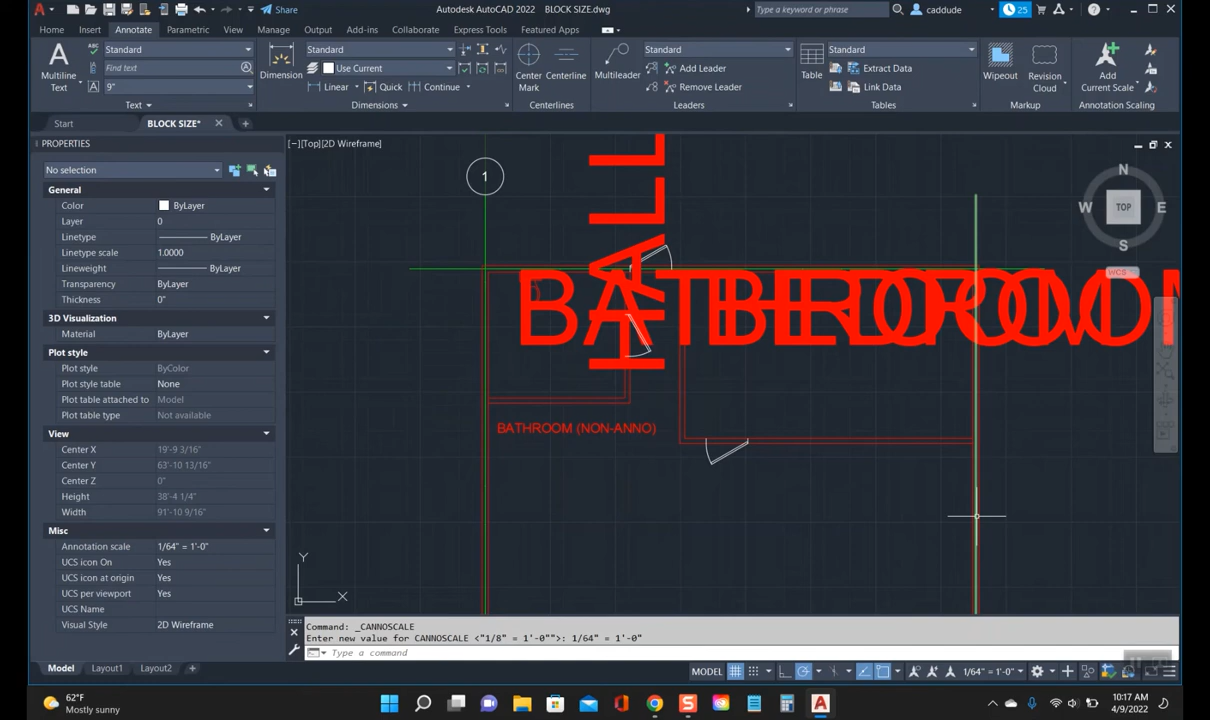 Share
Autodesk AutoCAD 2022 BLOCK SIZE.dwg
Type a keyword or phrase
caddude
25
Home Insert Annotate Parametric View Manage Output Add-ins Collaborate Express Tools Featured Apps
Multiline Text
Standard
Find text
9"
Text
Dimension
Standard
Use Current
Linear Quick Continue
Dimensions
Center Mark
Centerline
Centerlines
Multileader
Standard
Add Leader
Remove Leader
Leaders
Table
Standard
Extract Data
Link Data
Tables
Wipeout
Revision Cloud
Markup
Add Current Scale
Annotation Scaling
Start BLOCK SIZE*
PROPERTIES
No selection
General
Color ByLayer
Layer 0
Linetype ByLayer
Linetype scale 1.0000
Lineweight ByLayer
Transparency ByLayer
Thickness 0"
3D Visualization
Material ByLayer
Plot style
Plot style ByColor
Plot style table None
Plot table attached to Model
Plot table type Not available
View
Center X 19'-9 3/16"
Center Y 63'-10 13/16"
Center Z 0"
Height 38'-4 1/4"
Width 91'-10 9/16"
Misc
Annotation scale 1/64" = 1'-0"
UCS icon On Yes
UCS icon at origin Yes
UCS per viewport Yes
UCS Name
Visual Style 2D Wireframe
[−][Top][2D Wireframe]
1
HALL
BATHROOM
BEDROOM
BATHROOM (NON-ANNO)
N
W TOP E
S
WCS
Y
X
Command: _CANNOSCALE
Enter new value for CANNOSCALE <"1/8" = 1'-0"">: 1/64" = 1'-0"
Type a command
Model Layout1 Layout2
MODEL
1/64" = 1'-0"
62°F
Mostly sunny
10:17 AM
4/9/2022